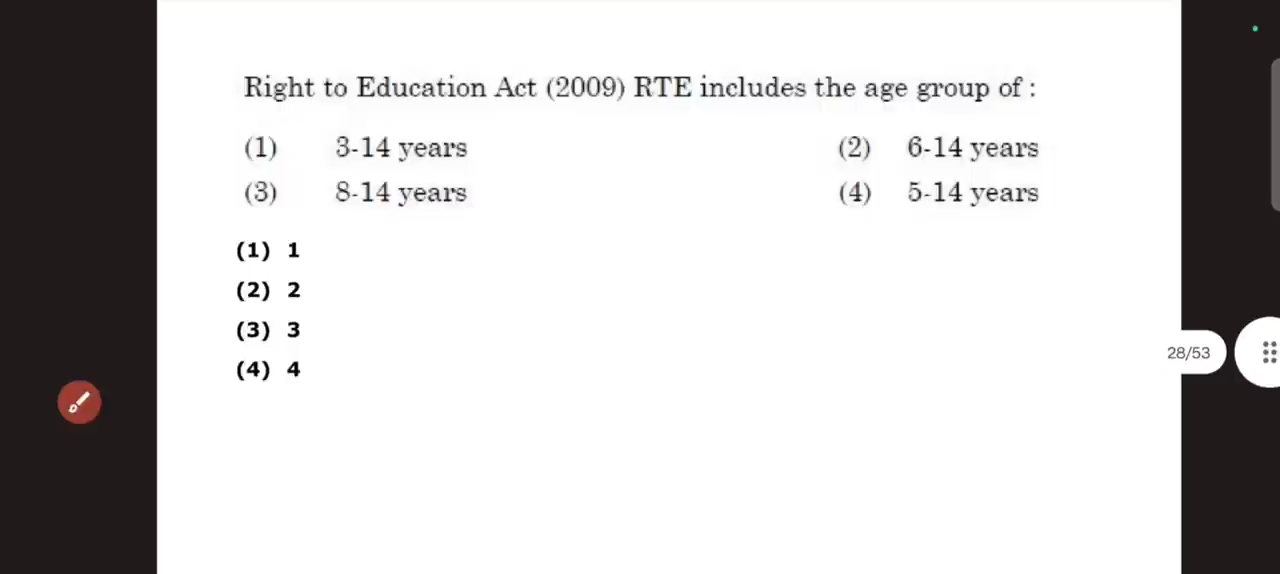 Right to Education Act (2009) RTE includes the age group of :
(1) 3-14 years (2) 6-14 years
(3) 8-14 years (4) 5-14 years
(1) 1
(2) 2
(3) 3
(4) 4
28/53